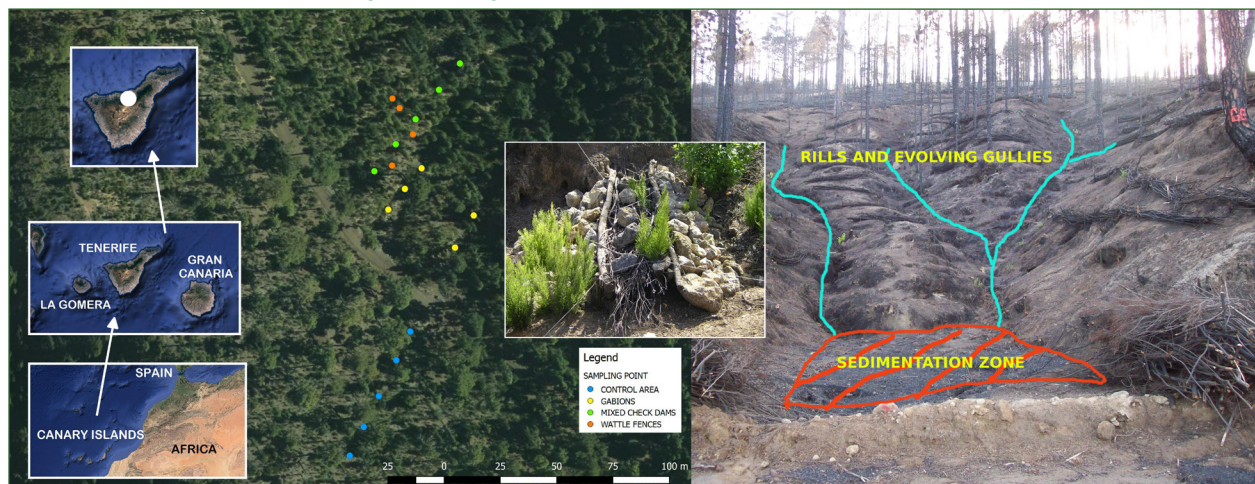 TENERIFE
GRAN
CANARIA
LA GOMERA
SPAIN
CANARY ISLANDS
AFRICA
Legend
SAMPLING POINT
CONTROL AREA
GABIONS
MIXED CHECK DAMS
WATTLE FENCES
25 0 25 50 75 100 m
RILLS AND EVOLVING GULLIES
SEDIMENTATION ZONE